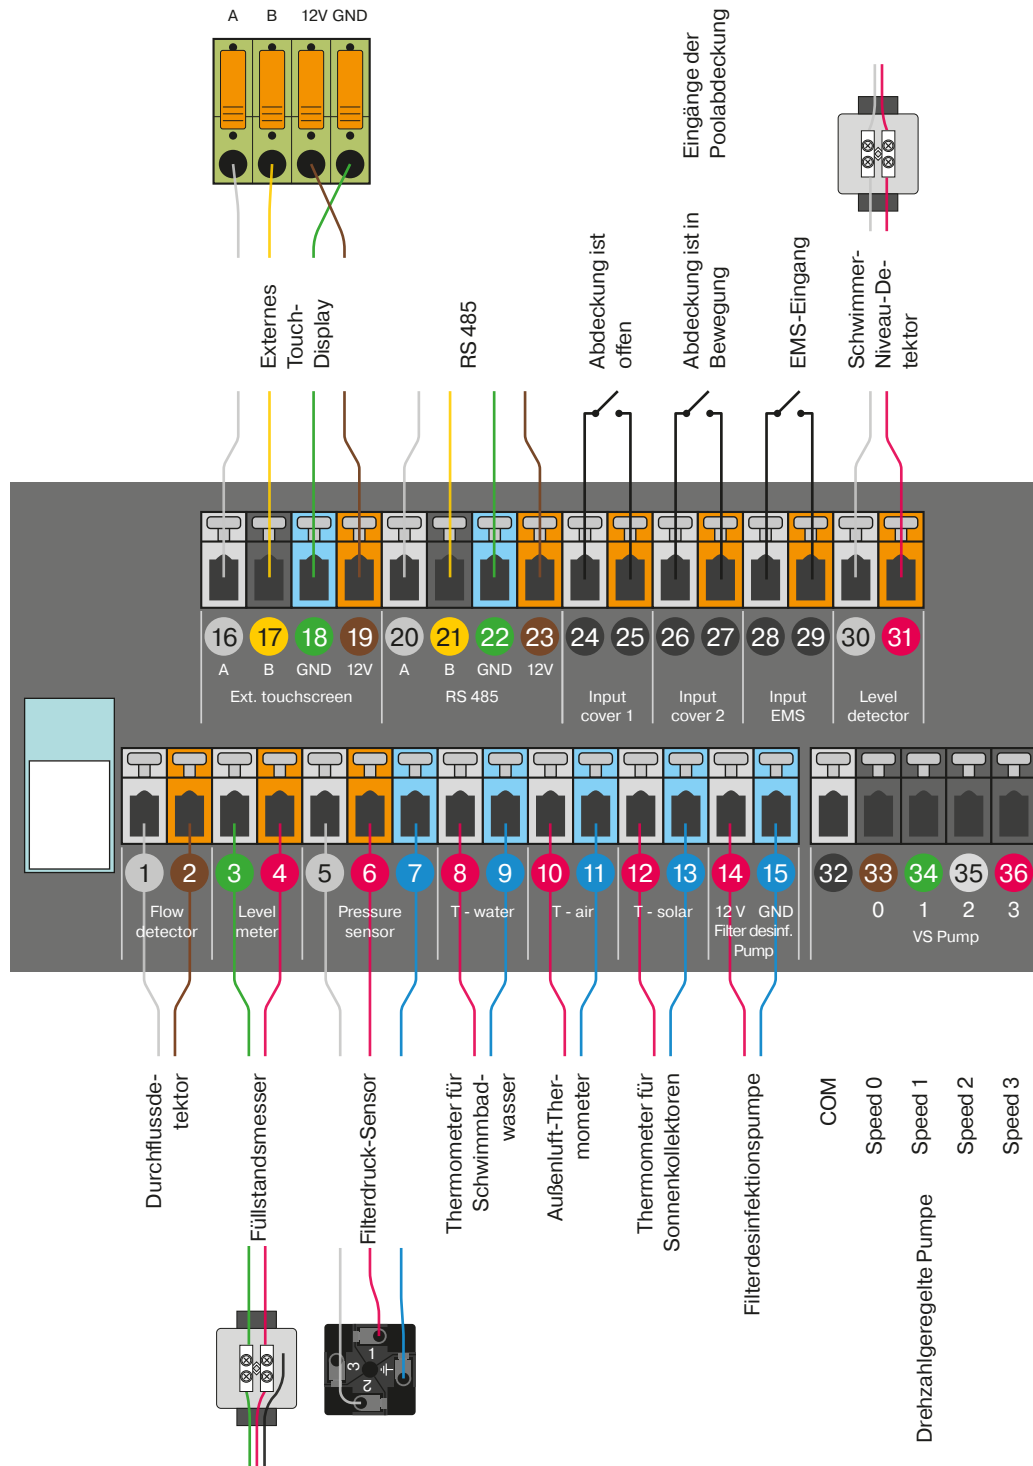 A B 12V GND
Eingänge der
Poolabdeckung
Externes
Touch-
Display
RS 485
Abdeckung ist
offen
Abdeckung ist in
Bewegung
EMS-Eingang
Schwimmer-
Niveau-De-
tektor
16 17 18 19 20 21 22 23 24 25 26 27 28 29 30 31
A B GND 12V A B GND 12V
Ext. touchscreen
RS 485
Input
cover 1
Input
cover 2
Input
EMS
Level
detector
1 2 3 4 5 6 7 8 9 10 11 12 13 14 15 32 33 34 35 36
Flow
detector
Level
meter
Pressure
sensor
T - water
T - air
T - solar
12 V GND
Filter desinf.
Pump
0 1 2 3
VS Pump
Durchflussde-
tektor
Füllstandsmesser
Filterdruck-Sensor
Thermometer für
Schwimmbad-
wasser
Außenluft-Ther-
mometer
Thermometer für
Sonnenkollektoren
Filterdesinfektionspumpe
COM
Speed 0
Speed 1
Speed 2
Speed 3
Drehzahlgeregelte Pumpe
1
3
2